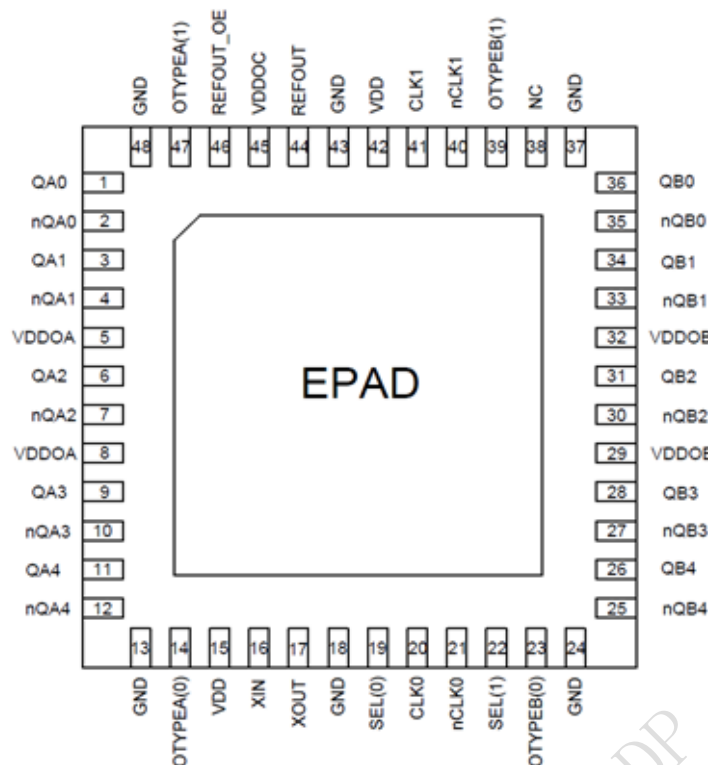 GND OTYPEA(1) REFOUT_OE VDDOC REFOUT GND VDD CLK1 nCLK1 OTYPEB(1) NC GND
48 47 46 45 44 43 42 41 40 39 38 37
QA0 1 36 QB0
nQA0 2 35 nQB0
QA1 3 34 QB1
nQA1 4 33 nQB1
VDDOA 5 32 VDDOB
QA2 6 31 QB2
EPAD
nQA2 7 30 nQB2
VDDOA 8 29 VDDOB
QA3 9 28 QB3
nQA3 10 27 nQB3
QA4 11 26 QB4
nQA4 12 25 nQB4
13 14 15 16 17 18 19 20 21 22 23 24
GND OTYPEA(0) VDD XIN XOUT GND SEL(0) CLK0 nCLK0 SEL(1) OTYPEB(0) GND
DP